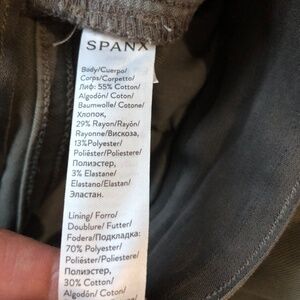 SPANX
Body/Cuerpo/
Corps/Corpetto/
Лиф: 55% Cotton/
Algodón/ Coton/
Baumwolle/ Cotone/
Хлопок,
29% Rayon/Rayón/
Rayonne/Вискоза,
13%Polyester/
Poliéster/Poliestere/
Полиэстер,
3% Elastane/
Elastano/Elastan/
Эластан.
Lining/ Forro/
Doublure/ Futter/
Fodera/Подкладка:
70% Polyester/
Poliéster/Poliestere/
Полиэстер,
30% Cotton/
Algodón/ Coton/